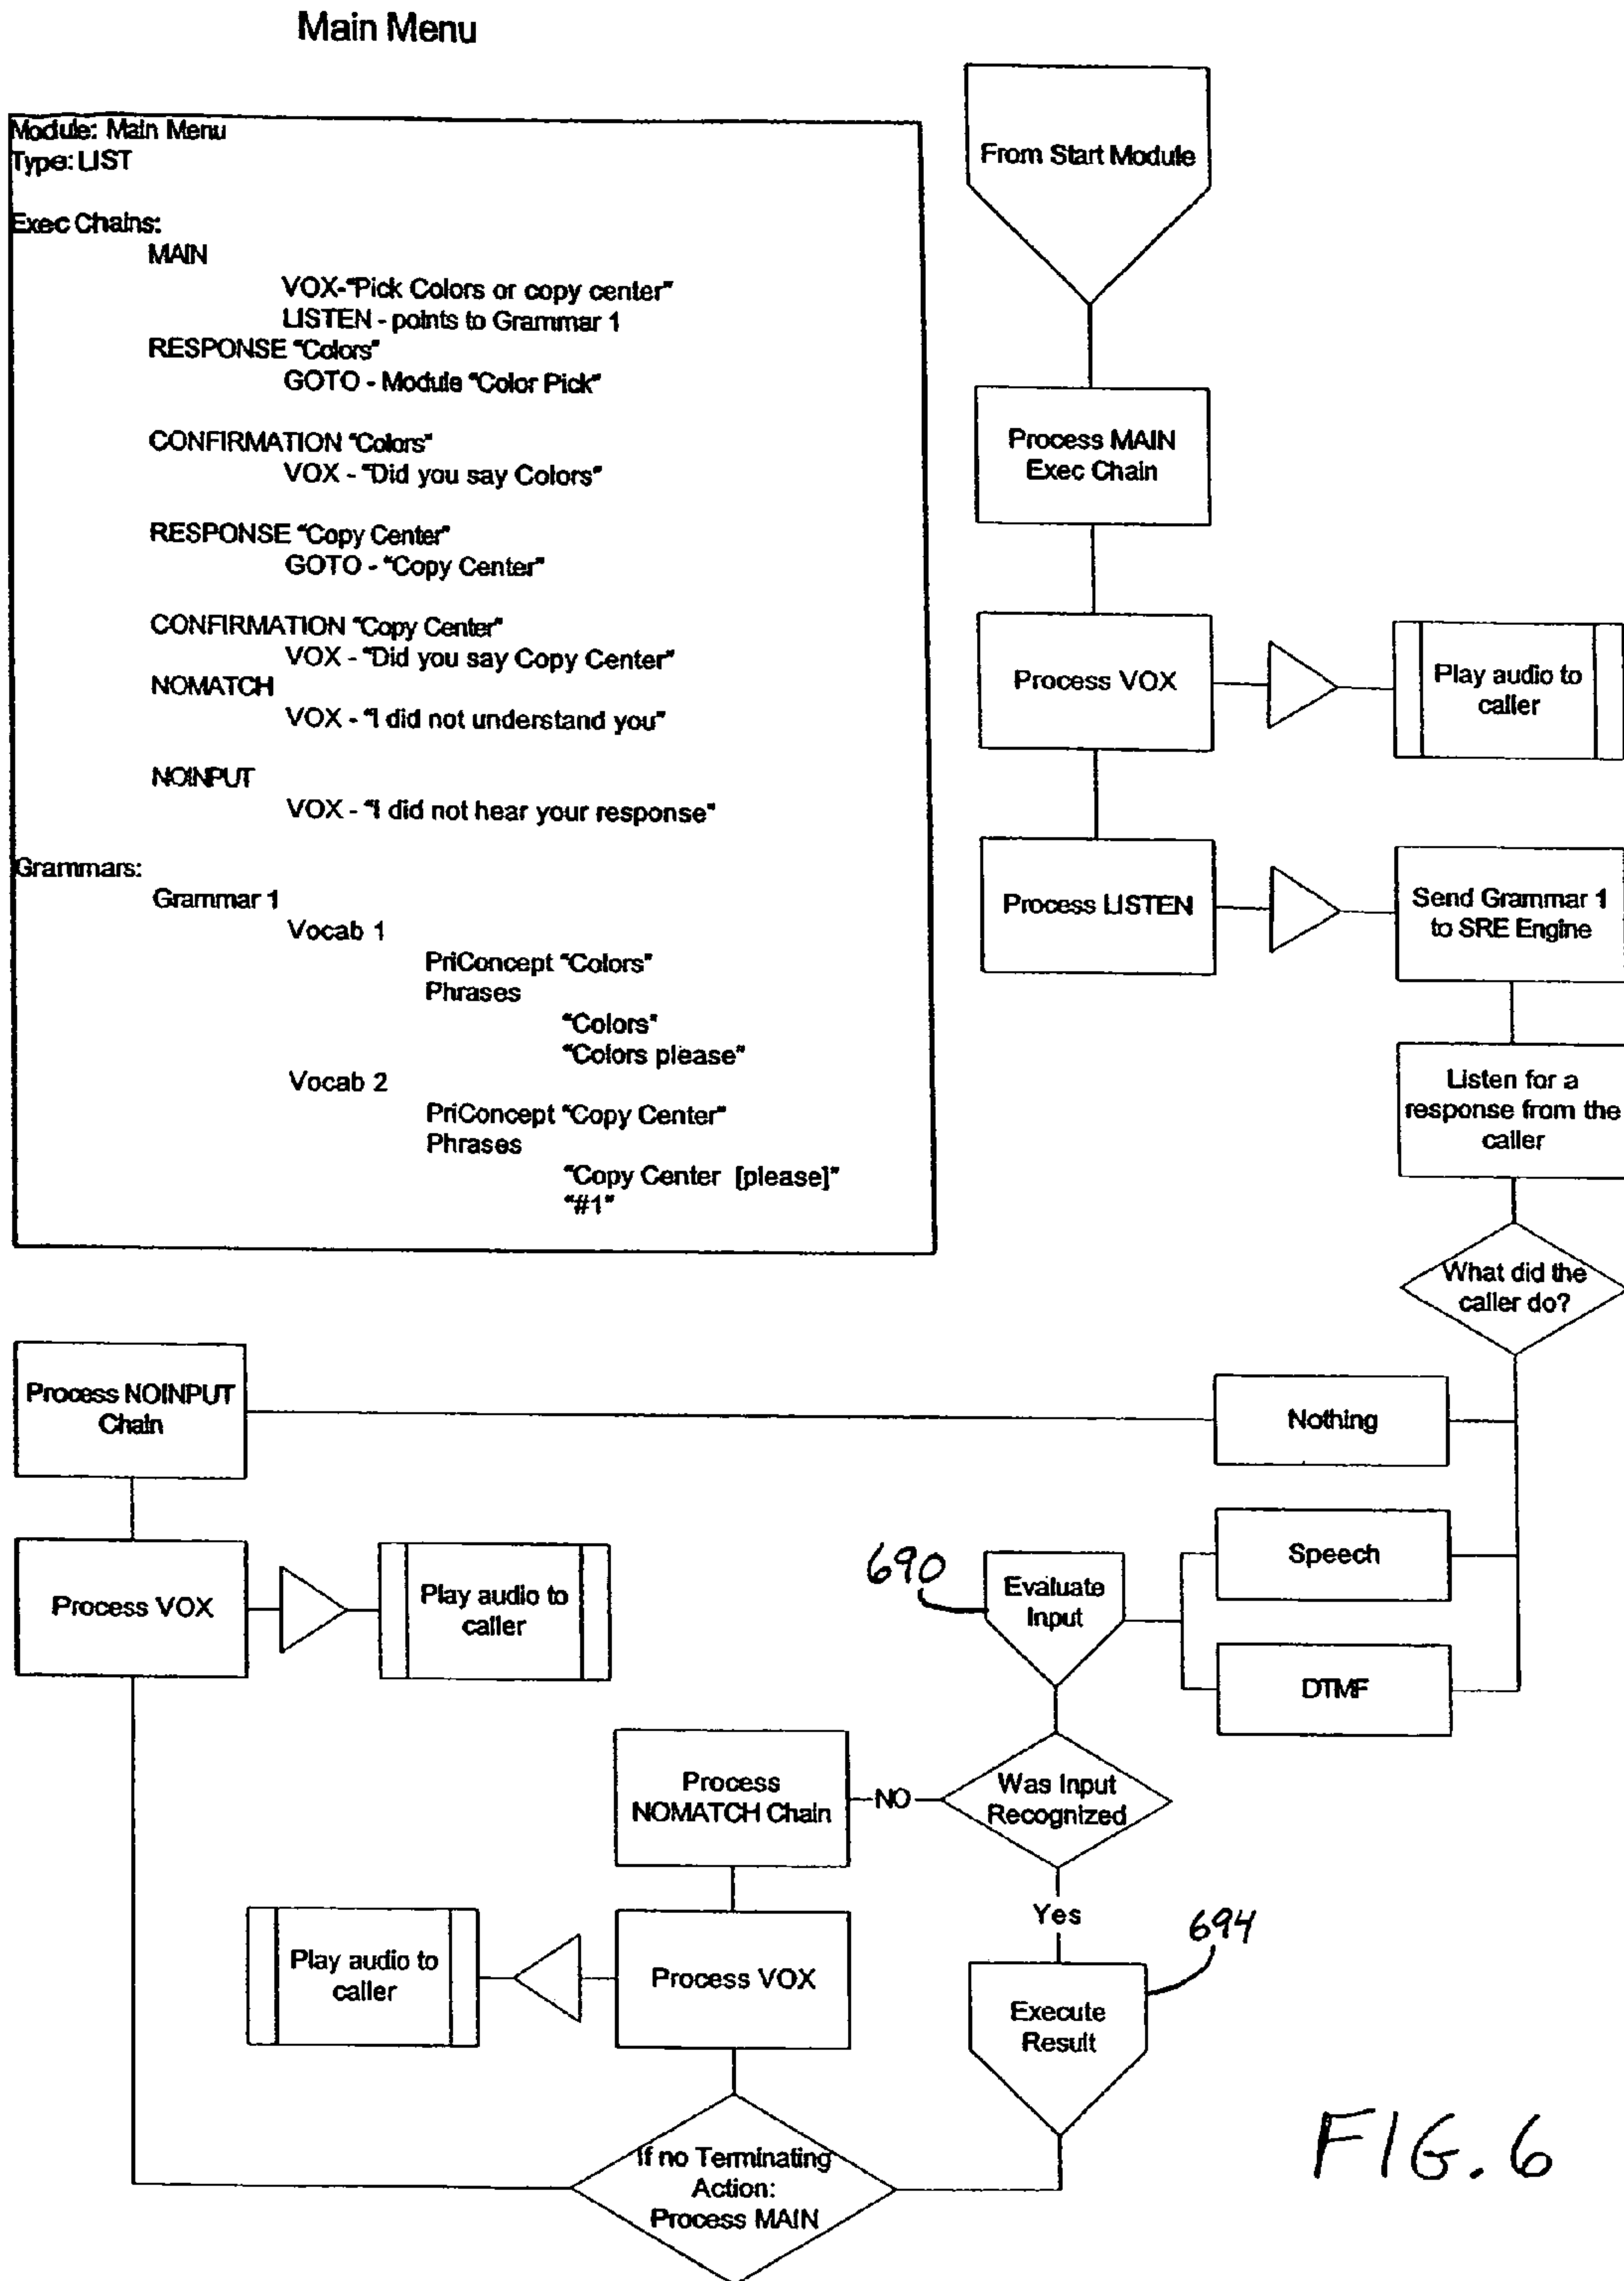 Main Menu
Module: Main Menu
Type: LIST
Exec Chains:
MAIN
VOX-"Pick Colors or copy center"
LISTEN - points to Grammar 1
RESPONSE "Colors"
GOTO - Module "Color Pick"
CONFIRMATION "Colors"
VOX - "Did you say Colors"
RESPONSE "Copy Center"
GOTO - "Copy Center"
CONFIRMATION "Copy Center"
VOX - "Did you say Copy Center"
NOMATCH
VOX - "I did not understand you"
NOINPUT
VOX - "I did not hear your response"
Grammars:
Grammar 1
Vocab 1
PriConcept "Colors"
Phrases
"Colors"
"Colors please"
Vocab 2
PriConcept "Copy Center"
Phrases
"Copy Center [please]"
"#1"
From Start Module
Process MAIN
Exec Chain
Process VOX
Play audio to
caller
Process LISTEN
Send Grammar 1
to SRE Engine
Listen for a
response from the
caller
What did the
caller do?
Nothing
Process NOINPUT
Chain
Process VOX
Play audio to
caller
Speech
DTMF
690
Evaluate
Input
Was Input
Recognized
NO
Process
NOMATCH Chain
Process VOX
Play audio to
caller
Yes
694
Execute
Result
If no Terminating
Action:
Process MAIN
FIG. 6